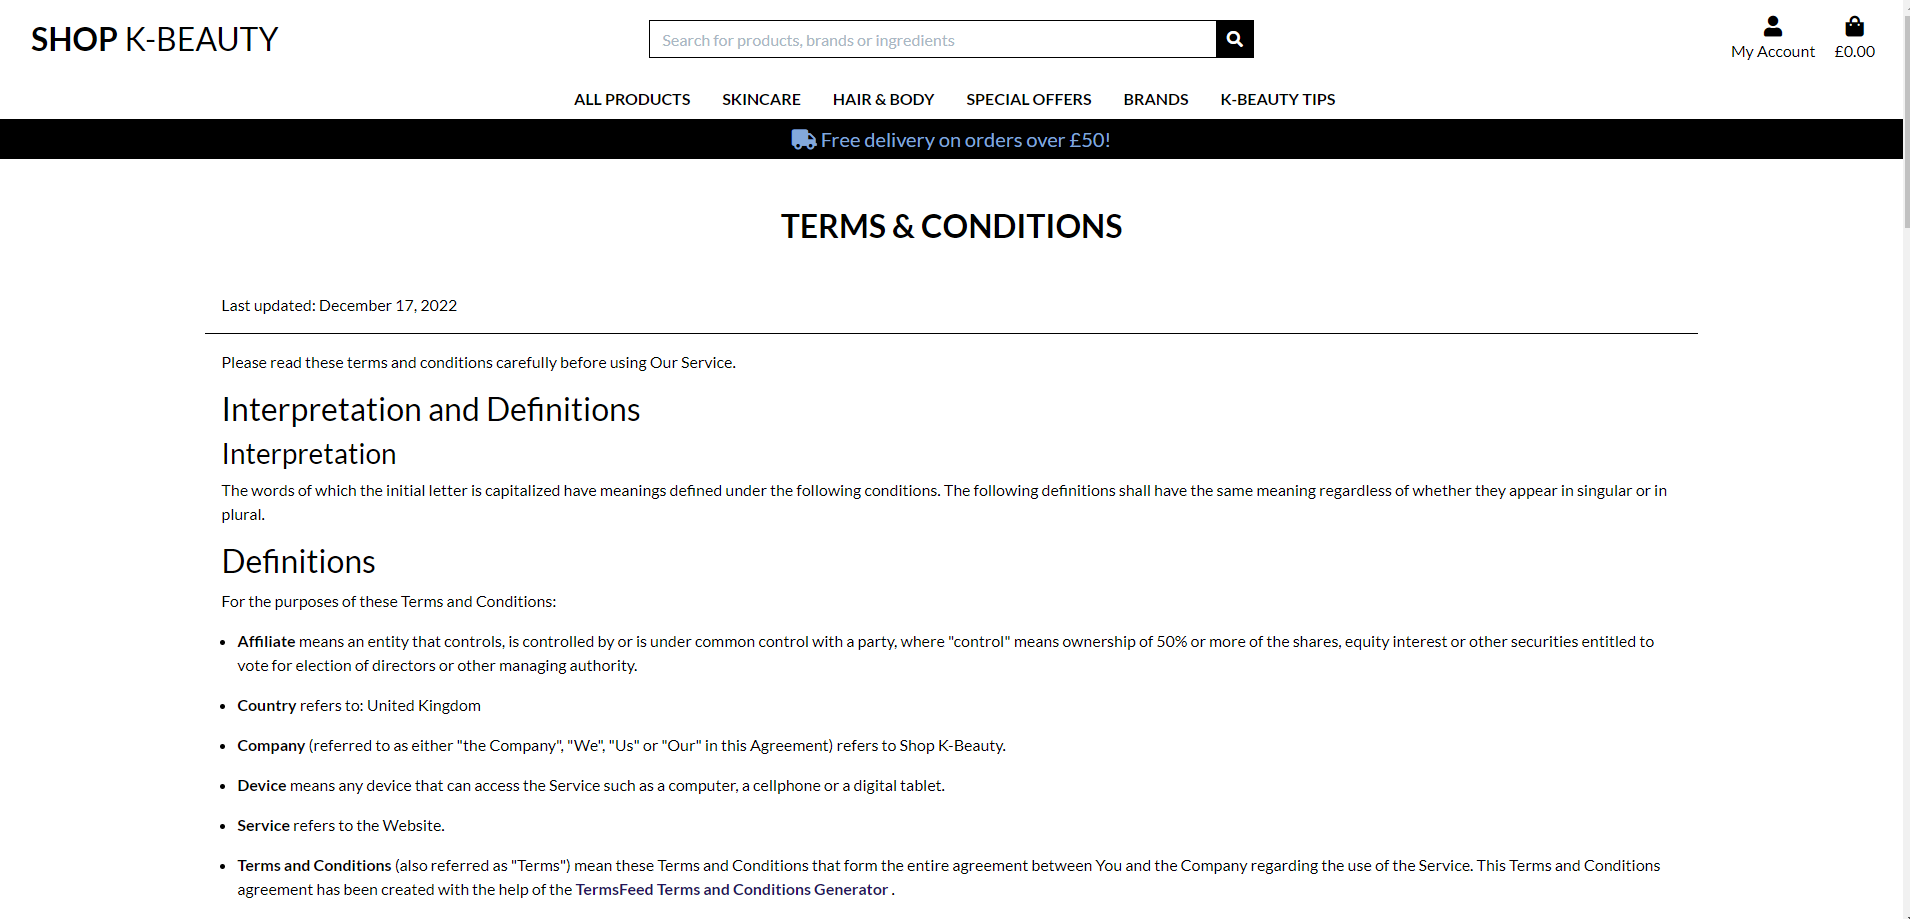 SHOP K-BEAUTY
Search for products, brands or ingredients
My Account
£0.00
ALL PRODUCTS
SKINCARE
HAIR & BODY
SPECIAL OFFERS
BRANDS
K-BEAUTY TIPS
Free delivery on orders over £50!
TERMS & CONDITIONS
Last updated: December 17, 2022
Please read these terms and conditions carefully before using Our Service.
Interpretation and Definitions
Interpretation
The words of which the initial letter is capitalized have meanings defined under the following conditions. The following definitions shall have the same meaning regardless of whether they appear in singular or in
plural.
Definitions
For the purposes of these Terms and Conditions:
• Affiliate means an entity that controls, is controlled by or is under common control with a party, where "control" means ownership of 50% or more of the shares, equity interest or other securities entitled to
vote for election of directors or other managing authority.
• Country refers to: United Kingdom
• Company (referred to as either "the Company", "We", "Us" or "Our" in this Agreement) refers to Shop K-Beauty.
• Device means any device that can access the Service such as a computer, a cellphone or a digital tablet.
• Service refers to the Website.
• Terms and Conditions (also referred as "Terms") mean these Terms and Conditions that form the entire agreement between You and the Company regarding the use of the Service. This Terms and Conditions
agreement has been created with the help of the TermsFeed Terms and Conditions Generator .